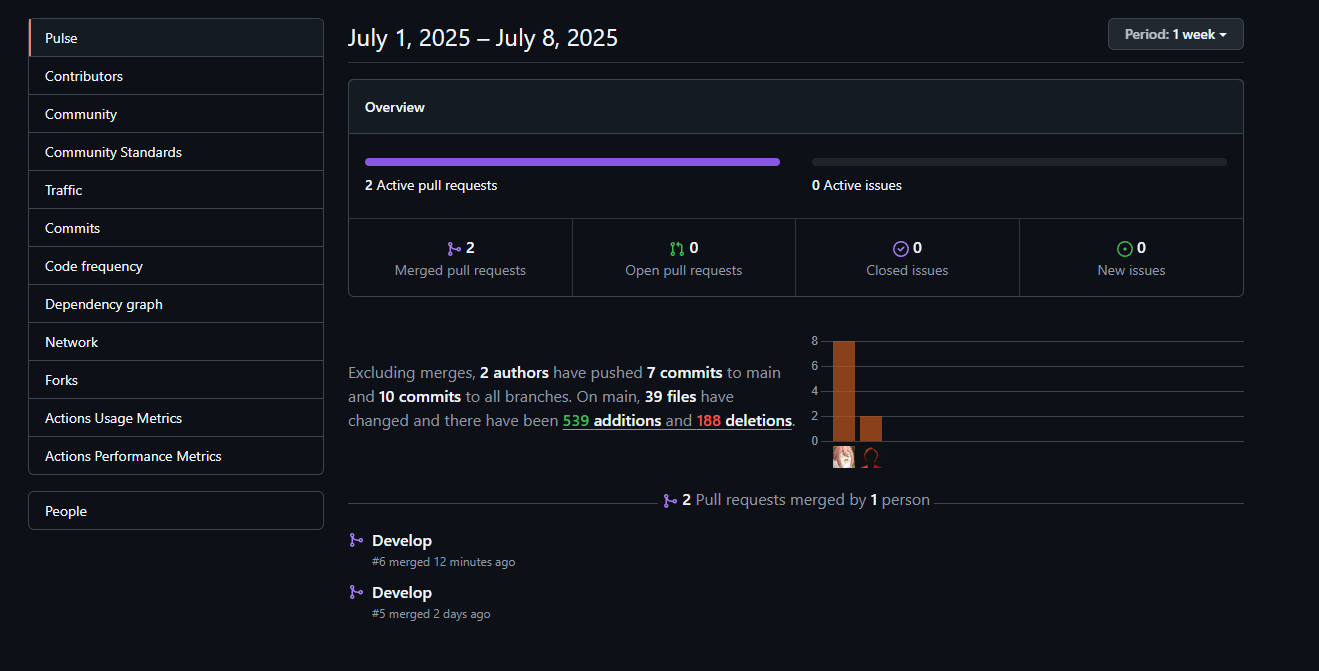 Pulse
Contributors
Community
Community Standards
Traffic
Commits
Code frequency
Dependency graph
Network
Forks
Actions Usage Metrics
Actions Performance Metrics
People
July 1, 2025 – July 8, 2025
Period: 1 week
Overview
2 Active pull requests
0 Active issues
2
Merged pull requests
0
Open pull requests
0
Closed issues
0
New issues
Excluding merges, 2 authors have pushed 7 commits to main
and 10 commits to all branches. On main, 39 files have
changed and there have been 539 additions and 188 deletions.
8
6
4
2
0
2 Pull requests merged by 1 person
Develop
#6 merged 12 minutes ago
Develop
#5 merged 2 days ago